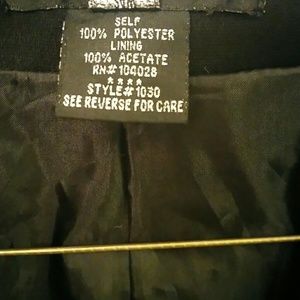 SELF
100% POLYESTER
LINING
100% ACETATE
RN#104028
****
STYLE#1030
SEE REVERSE FOR CARE